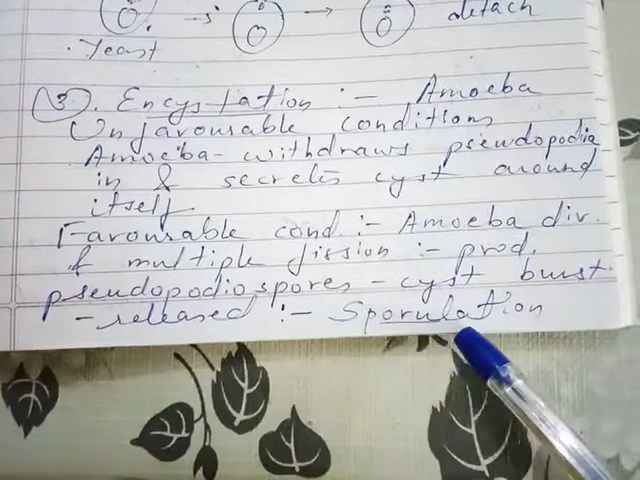 detach
. Yeast
(3). Encystation :- Amoeba
Unfavourable conditions
Amoeba - withdraws pseudopodia
in & secretes cyst around
itself.
Favourable cond. :- Amoeba div.
& multiple fission :- prod.
pseudopodiospores - cyst burst
- released :- Sporulation